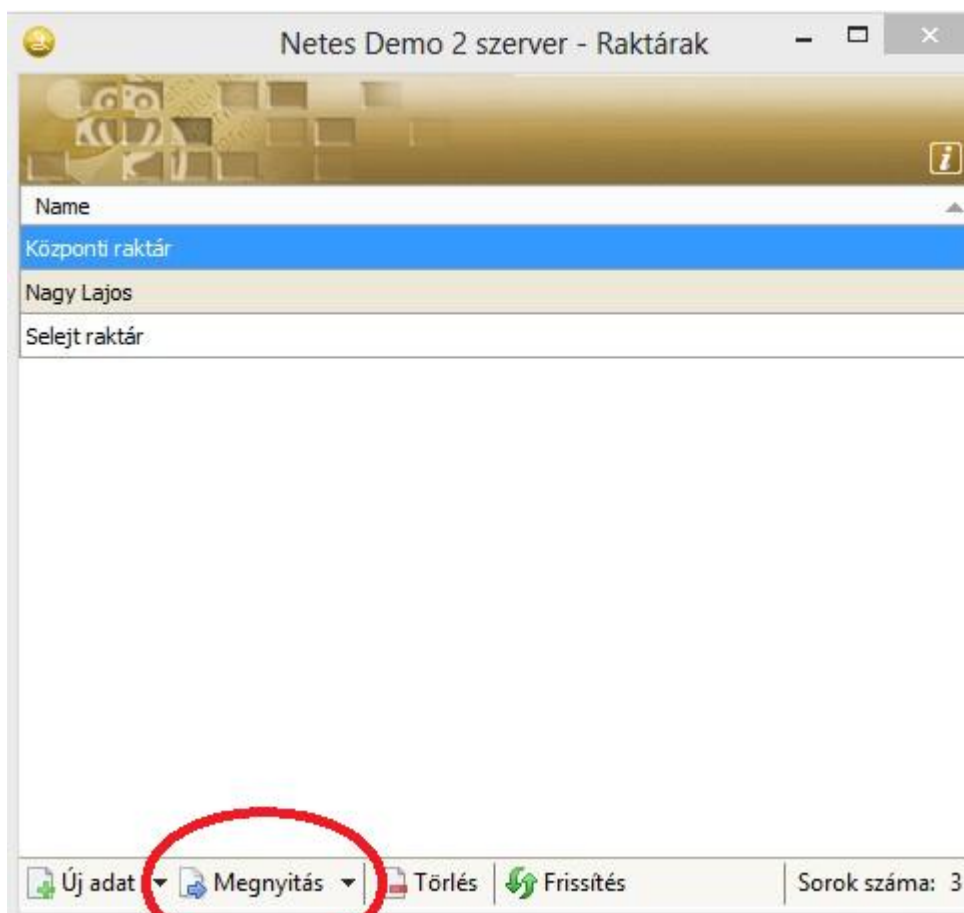 Netes Demo 2 szerver - Raktárak
Name
Központi raktár
Nagy Lajos
Selejt raktár
Új adat Megnyitás Törlés Frissítés Sorok száma: 3